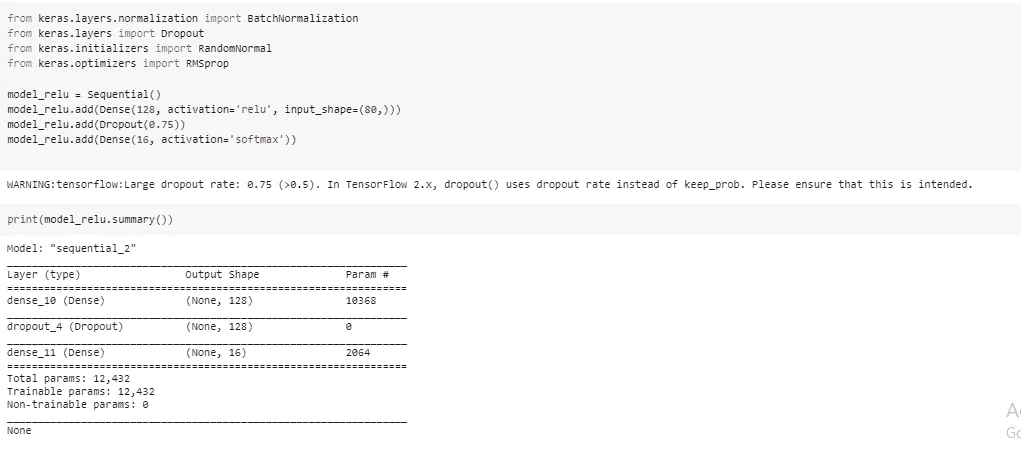 from keras.layers.normalization import BatchNormalization
from keras.layers import Dropout
from keras.initializers import RandomNormal
from keras.optimizers import RMSprop
model_relu = Sequential()
model_relu.add(Dense(128, activation='relu', input_shape=(80,)))
model_relu.add(Dropout(0.75))
model_relu.add(Dense(16, activation='softmax'))
WARNING:tensorflow:Large dropout rate: 0.75 (>0.5). In TensorFlow 2.x, dropout() uses dropout rate instead of keep_prob. Please ensure that this is intended.
print(model_relu.summary())
Model: "sequential_2"
Layer (type) Output Shape Param #
dense_10 (Dense) (None, 128) 10368
dropout_4 (Dropout) (None, 128) 0
dense_11 (Dense) (None, 16) 2064
Total params: 12,432
Trainable params: 12,432
Non-trainable params: 0
None